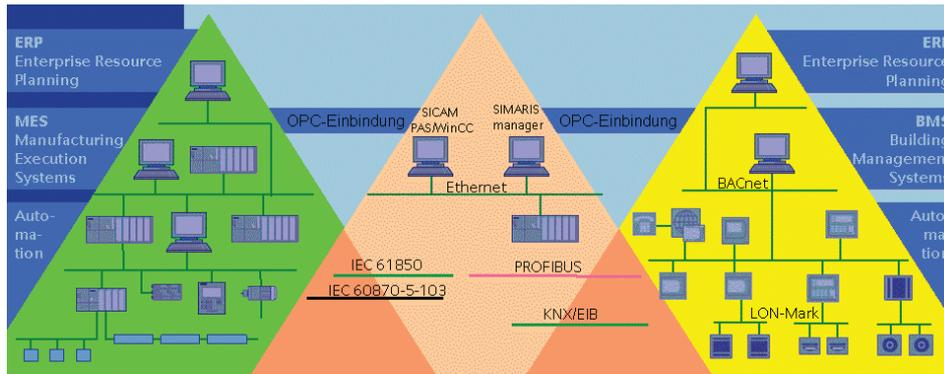 ERP
Enterprise Resource
Planning
MES
Manufacturing
Execution
Systems
Auto-
ma-
tion
OPC-Einbindung
SICAM
PAS/WinCC
SIMARIS
manager
Ethernet
OPC-Einbindung
IEC 61850
IEC 60870-5-103
PROFIBUS
KNX/EIB
BACnet
LON-Mark
ER
Enterprise Resource
Planning
BMS
Building
Management
Systems
Auto
ma
tion